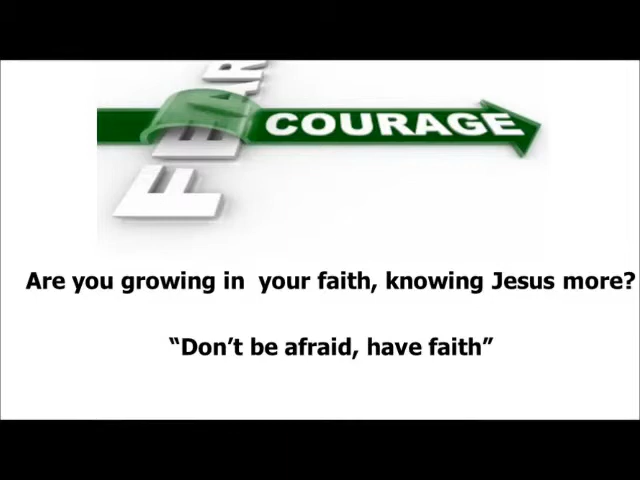 FEAR
COURAGE
Are you growing in your faith, knowing Jesus more?
“Don’t be afraid, have faith”